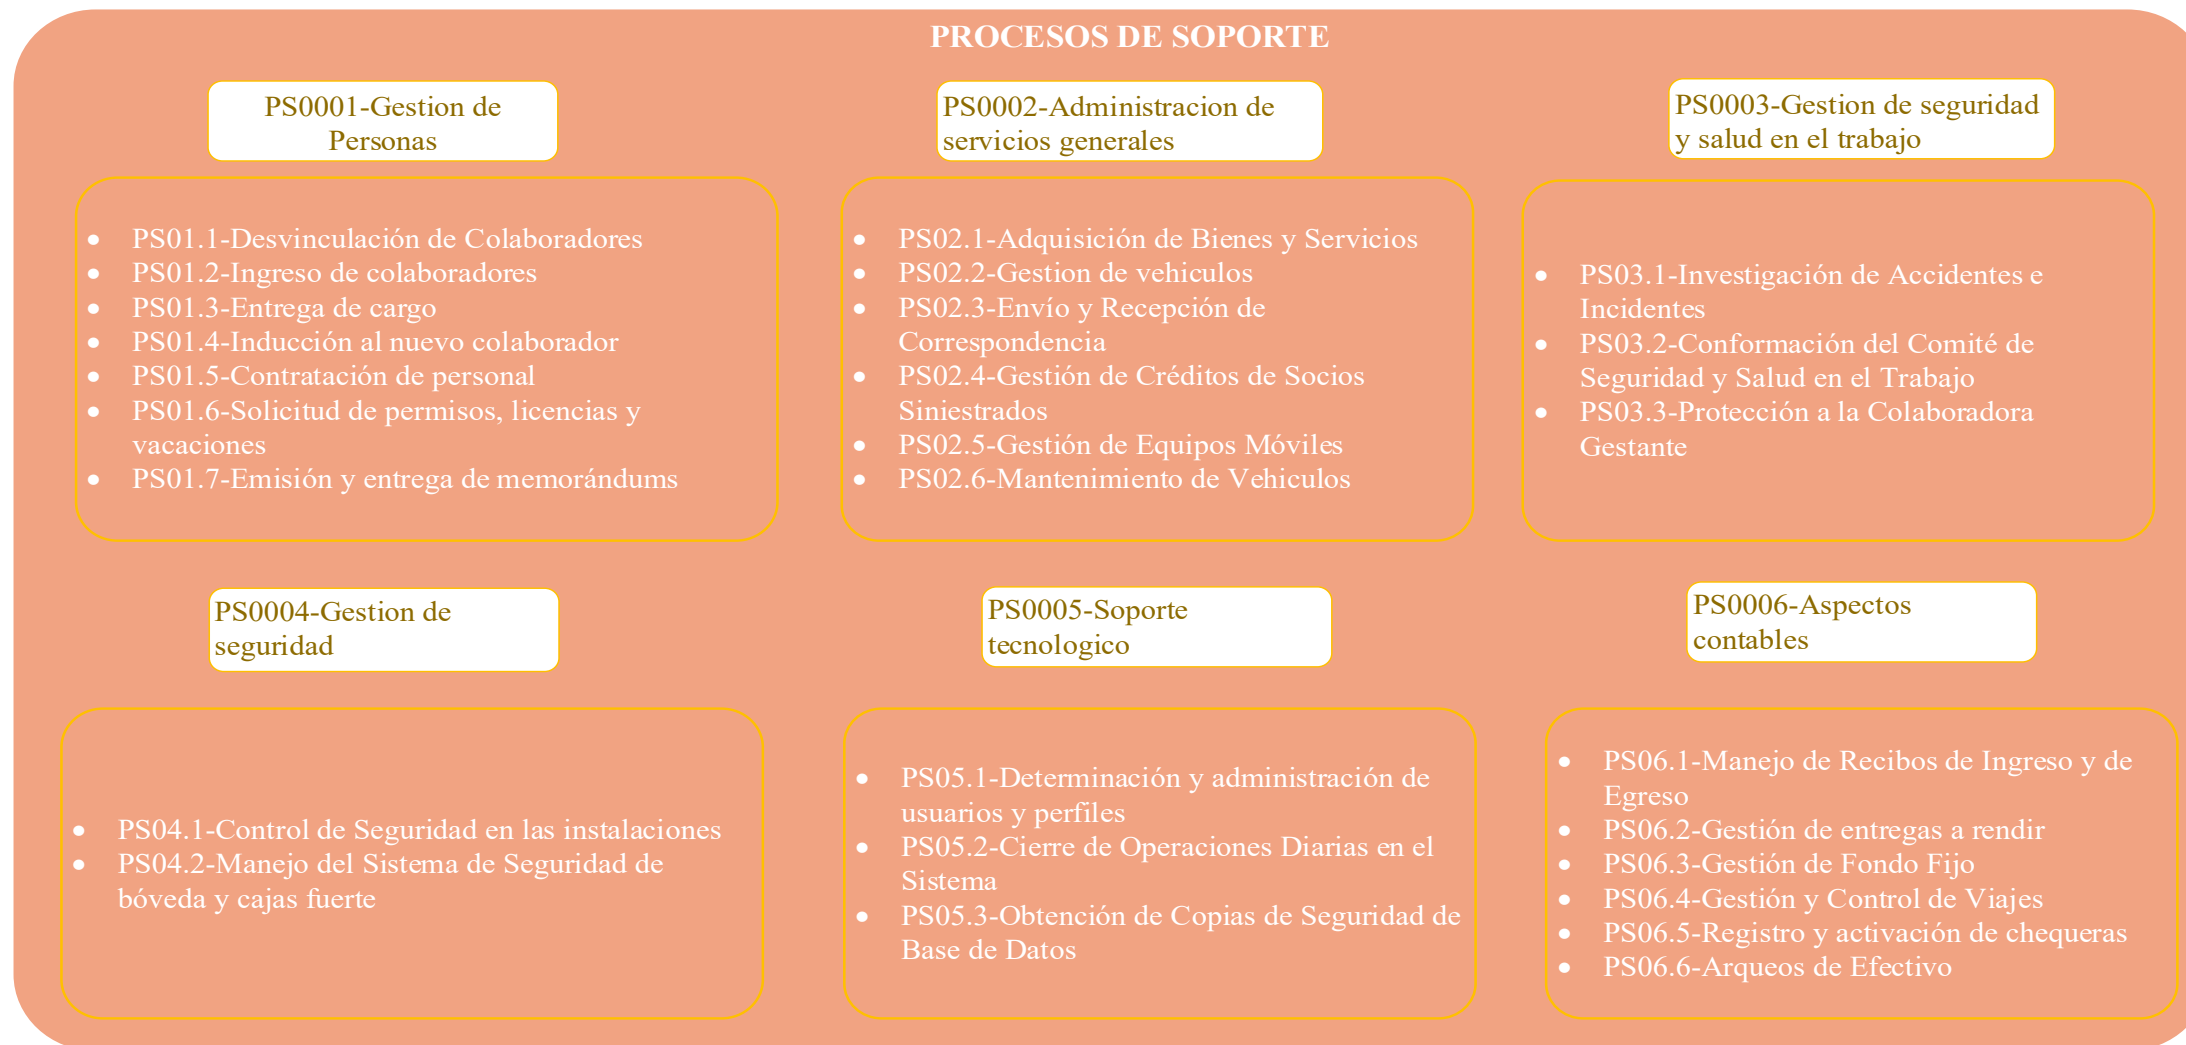 PROCESOS DE SOPORTE
PS0001-Gestion de
Personas
• PS01.1-Desvinculación de Colaboradores
• PS01.2-Ingreso de colaboradores
• PS01.3-Entrega de cargo
• PS01.4-Inducción al nuevo colaborador
• PS01.5-Contratación de personal
• PS01.6-Solicitud de permisos, licencias y
vacaciones
• PS01.7-Emisión y entrega de memorándums
PS0002-Administracion de
servicios generales
• PS02.1-Adquisición de Bienes y Servicios
• PS02.2-Gestion de vehiculos
• PS02.3-Envío y Recepción de
Correspondencia
• PS02.4-Gestión de Créditos de Socios
Siniestrados
• PS02.5-Gestión de Equipos Móviles
• PS02.6-Mantenimiento de Vehiculos
PS0003-Gestion de seguridad
y salud en el trabajo
• PS03.1-Investigación de Accidentes e
Incidentes
• PS03.2-Conformación del Comité de
Seguridad y Salud en el Trabajo
• PS03.3-Protección a la Colaboradora
Gestante
PS0004-Gestion de
seguridad
• PS04.1-Control de Seguridad en las instalaciones
• PS04.2-Manejo del Sistema de Seguridad de
bóveda y cajas fuerte
PS0005-Soporte
tecnologico
• PS05.1-Determinación y administración de
usuarios y perfiles
• PS05.2-Cierre de Operaciones Diarias en el
Sistema
• PS05.3-Obtención de Copias de Seguridad de
Base de Datos
PS0006-Aspectos
contables
• PS06.1-Manejo de Recibos de Ingreso y de
Egreso
• PS06.2-Gestión de entregas a rendir
• PS06.3-Gestión de Fondo Fijo
• PS06.4-Gestión y Control de Viajes
• PS06.5-Registro y activación de chequeras
• PS06.6-Arqueos de Efectivo